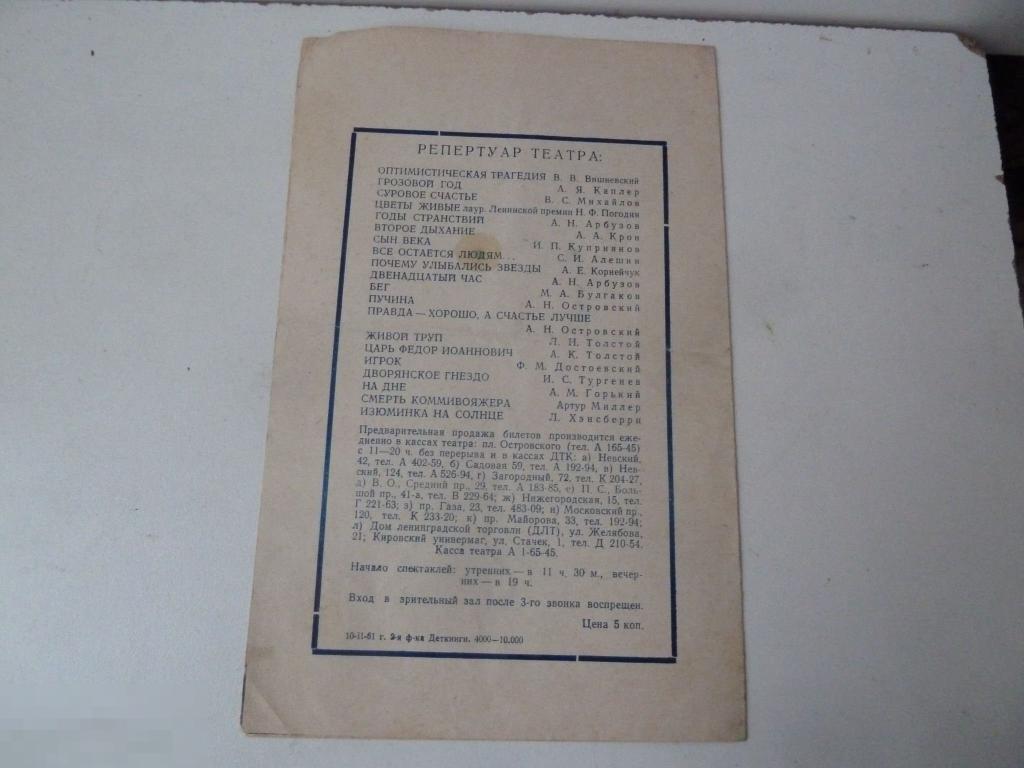 РЕПЕРТУАР ТЕАТРА:
ОПТИМИСТИЧЕСКАЯ ТРАГЕДИЯ В. В. Вишневский
ГРОЗОВОЙ ГОД А. Я. Каплер
СУРОВОЕ СЧАСТЬЕ В. С. Михайлов
ЦВЕТЫ ЖИВЫЕ лаур. Ленинской премии Н. Ф. Погодин
ГОДЫ СТРАНСТВИЙ А. Н. Арбузов
ВТОРОЕ ДЫХАНИЕ А. А. Крон
СЫН ВЕКА И. П. Куприянов
ВСЕ ОСТАЕТСЯ ЛЮДЯМ... С. И. Алешин
ПОЧЕМУ УЛЫБАЛИСЬ ЗВЕЗДЫ А. Е. Корнейчук
ДВЕНАДЦАТЫЙ ЧАС А. Н. Арбузов
БЕГ М. А. Булгаков
ПУЧИНА А. Н. Островский
ПРАВДА — ХОРОШО, А СЧАСТЬЕ ЛУЧШЕ
А. Н. Островский
ЖИВОЙ ТРУП Л. Н. Толстой
ЦАРЬ ФЕДОР ИОАННОВИЧ А. К. Толстой
ИГРОК Ф. М. Достоевский
ДВОРЯНСКОЕ ГНЕЗДО И. С. Тургенев
НА ДНЕ А. М. Горький
СМЕРТЬ КОММИВОЯЖЕРА Артур Миллер
ИЗЮМИНКА НА СОЛНЦЕ Л. Хэнсберри
Предварительная продажа билетов производится еже-
дневно в кассах театра: пл. Островского (тел. А 165-45)
с 11—20 ч. без перерыва и в кассах ДТК: а) Невский,
42, тел. А 402-59, б) Садовая 59, тел. А 192-94, в) Нев-
ский, 124, тел. А 526-94, г) Загородный, 72, тел. К 204-27,
д) В. О., Средний пр., 29, тел. А 183-85, е) П. С., Боль-
шой пр., 41-а, тел. В 229-64; ж) Нижегородская, 15, тел.
Г 221-63; з) пр. Газа, 23, тел. 483-09; и) Московский пр.,
120, тел. К 233-20; к) пр. Майорова, 33, тел. 192-94;
л) Дом ленинградской торговли (ДЛТ), ул. Желябова,
21; Кировский универмаг, ул. Стачек, 1, тел. Д 210-54.
Касса театра А 1-65-45.
Начало спектаклей: утренних — в 11 ч. 30 м., вечер-
них — в 19 ч.
Вход в зрительный зал после 3-го звонка воспрещен.
Цена 5 коп.
10-II-61 г. 2-я ф-ка Деткниги. 4000—10.000